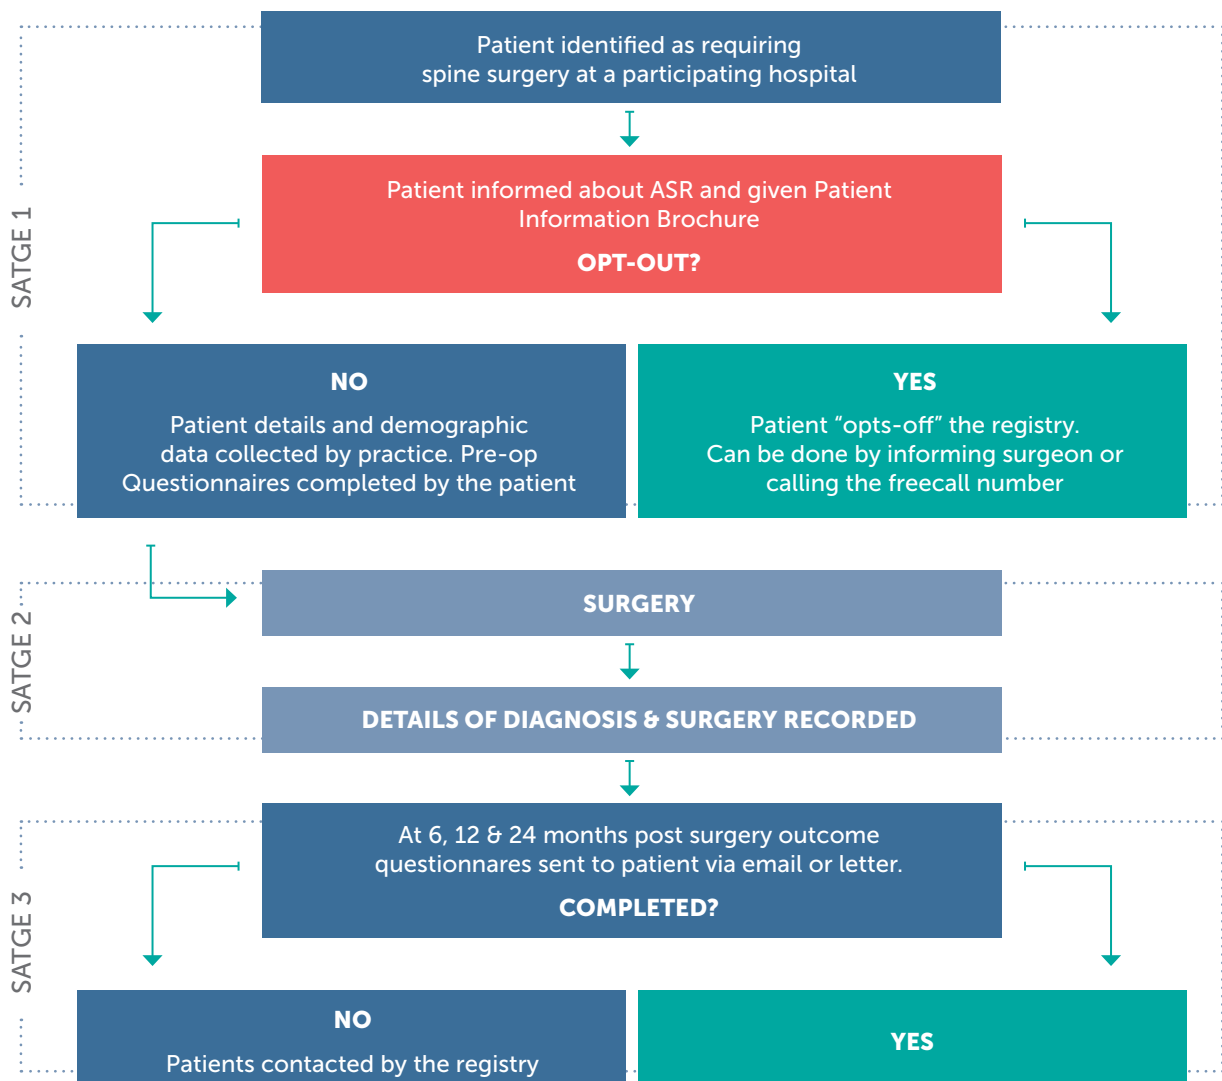 Patient identified as requiring
spine surgery at a participating hospital
SATGE 1
Patient informed about ASR and given Patient
Information Brochure
OPT-OUT?
NO
Patient details and demographic
data collected by practice. Pre-op
Questionnaires completed by the patient
YES
Patient “opts-off” the registry.
Can be done by informing surgeon or
calling the freecall number
SATGE 2
SURGERY
DETAILS OF DIAGNOSIS & SURGERY RECORDED
SATGE 3
At 6, 12 & 24 months post surgery outcome
questionnares sent to patient via email or letter.
COMPLETED?
NO
Patients contacted by the registry
YES